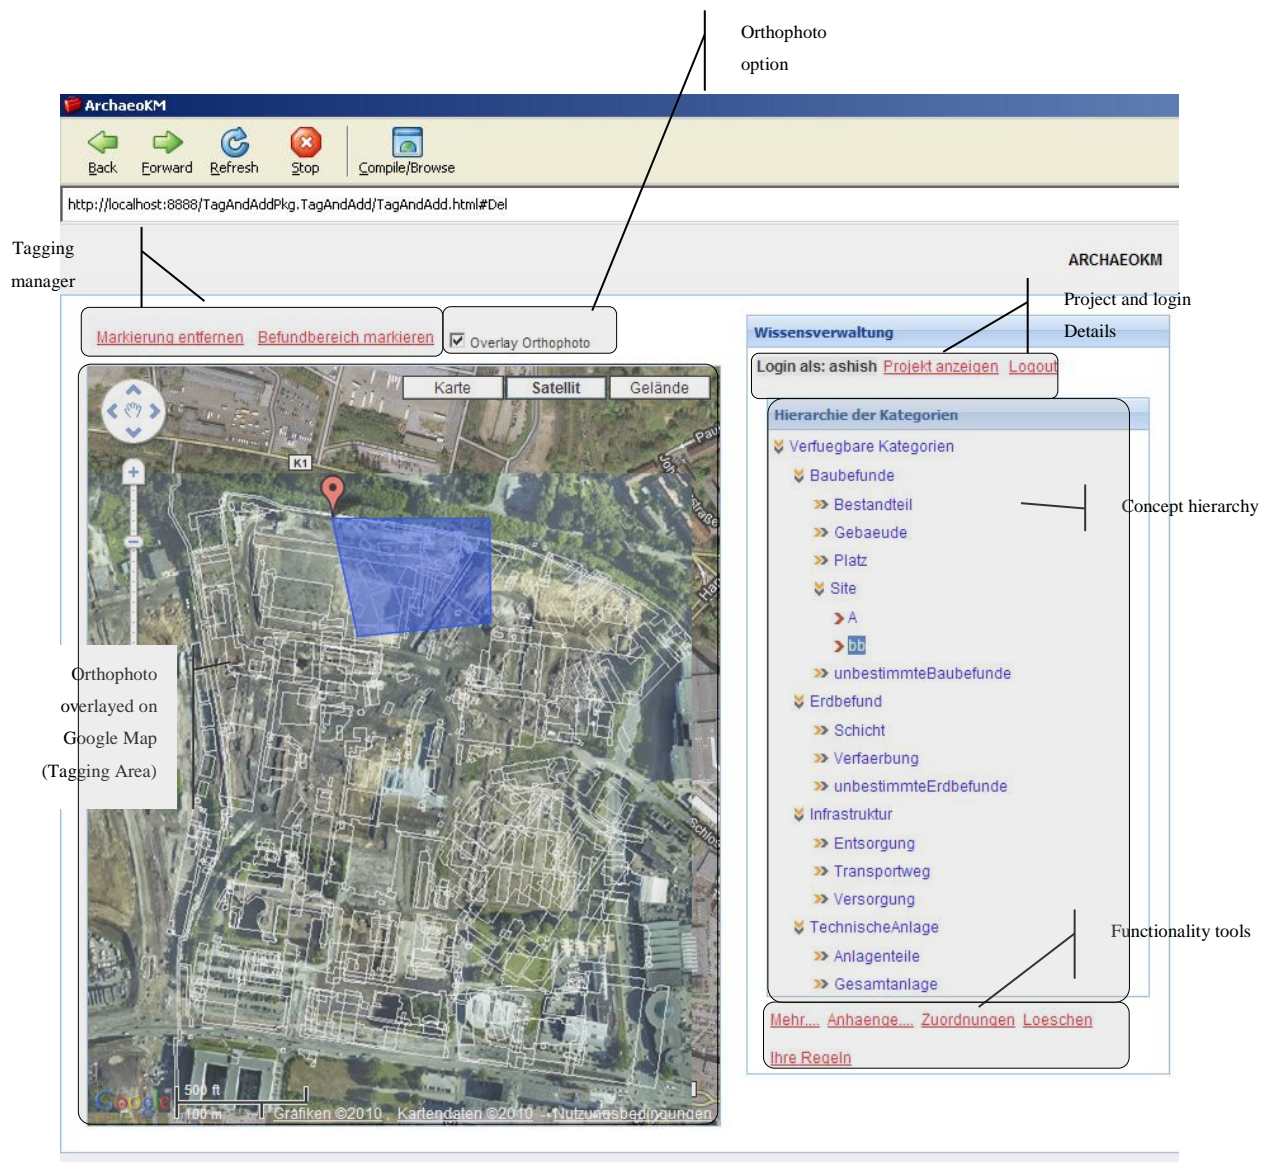 Orthophoto
option
ArchaeoKM
Back Forward Refresh Stop Compile/Browse
http://localhost:8888/TagAndAddPkg.TagAndAdd/TagAndAdd.html#Del
Tagging
manager
ARCHAEOKM
Project and login
Details
Markierung entfernen Befundbereich markieren Overlay Orthophoto
Wissensverwaltung
Login als: ashish Projekt anzeigen Logout
Karte Satellit Gelände
K1
Hierarchie der Kategorien
Verfuegbare Kategorien
Baubefunde
Bestandteil
Gebaeude
Platz
Site
A
bb
unbestimmteBaubefunde
Erdbefund
Schicht
Verfaerbung
unbestimmteErdbefunde
Infrastruktur
Entsorgung
Transportweg
Versorgung
TechnischeAnlage
Anlagenteile
Gesamtanlage
Concept hierarchy
Orthophoto
overlayed on
Google Map
(Tagging Area)
Functionality tools
Mehr.... Anhaenge.... Zuordnungen Loeschen
Ihre Regeln
500 ft
100 m
Google
Grafiken ©2010 , Kartendaten ©2010 - Nutzungsbedingungen